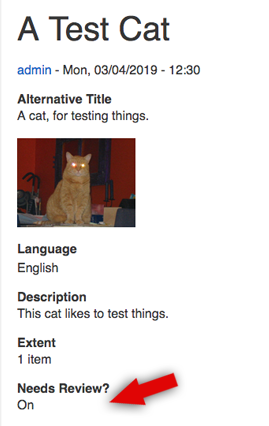 A Test Cat
admin - Mon, 03/04/2019 - 12:30
Alternative Title
A cat, for testing things.
Language
English
Description
This cat likes to test things.
Extent
1 item
Needs Review?
On